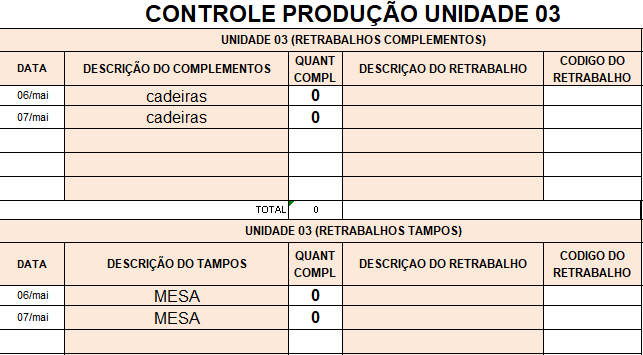 CONTROLE PRODUÇÃO UNIDADE 03
UNIDADE 03 (RETRABALHOS COMPLEMENTOS)
DATA DESCRIÇÃO DO COMPLEMENTOS QUANT COMPL DESCRIÇAO DO RETRABALHO CODIGO DO RETRABALHO
06/mai cadeiras 0
07/mai cadeiras 0
TOTAL 0
UNIDADE 03 (RETRABALHOS TAMPOS)
DATA DESCRIÇÃO DO TAMPOS QUANT COMPL DESCRIÇAO DO RETRABALHO CODIGO DO RETRABALHO
06/mai MESA 0
07/mai MESA 0